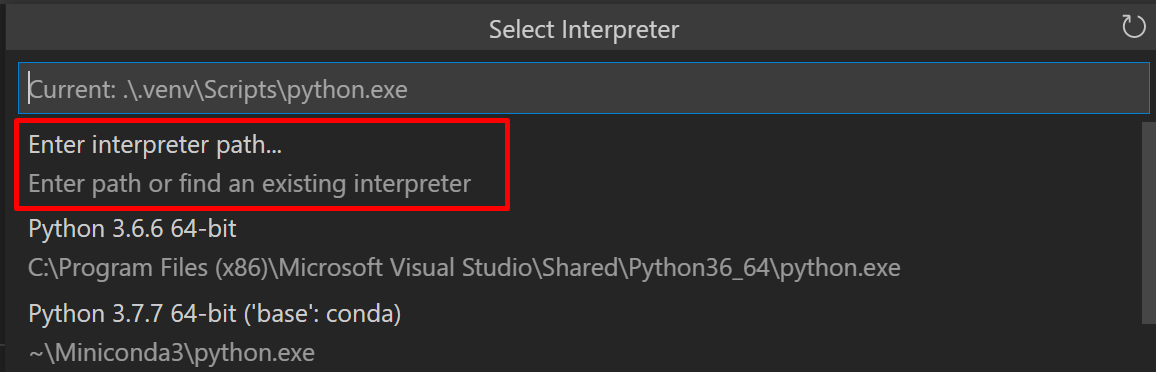 Select Interpreter
Current: .\.venv\Scripts\python.exe
Enter interpreter path...
Enter path or find an existing interpreter
Python 3.6.6 64-bit
C:\Program Files (x86)\Microsoft Visual Studio\Shared\Python36_64\python.exe
Python 3.7.7 64-bit ('base': conda)
~\Miniconda3\python.exe